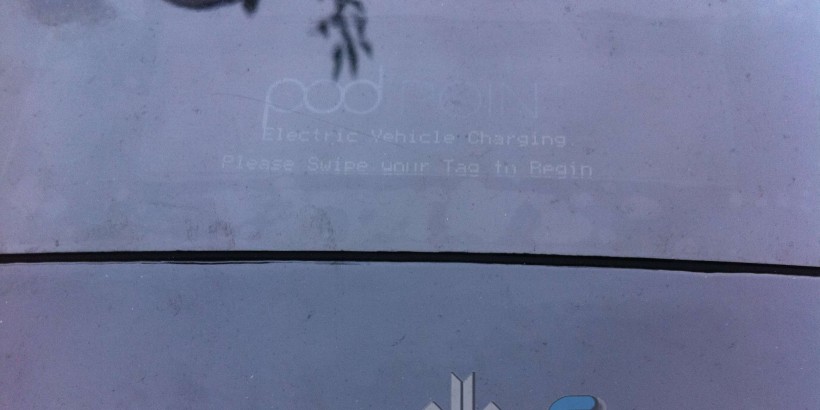 pod POINT
Electric Vehicle Charging
Please Swipe your Tag to Begin